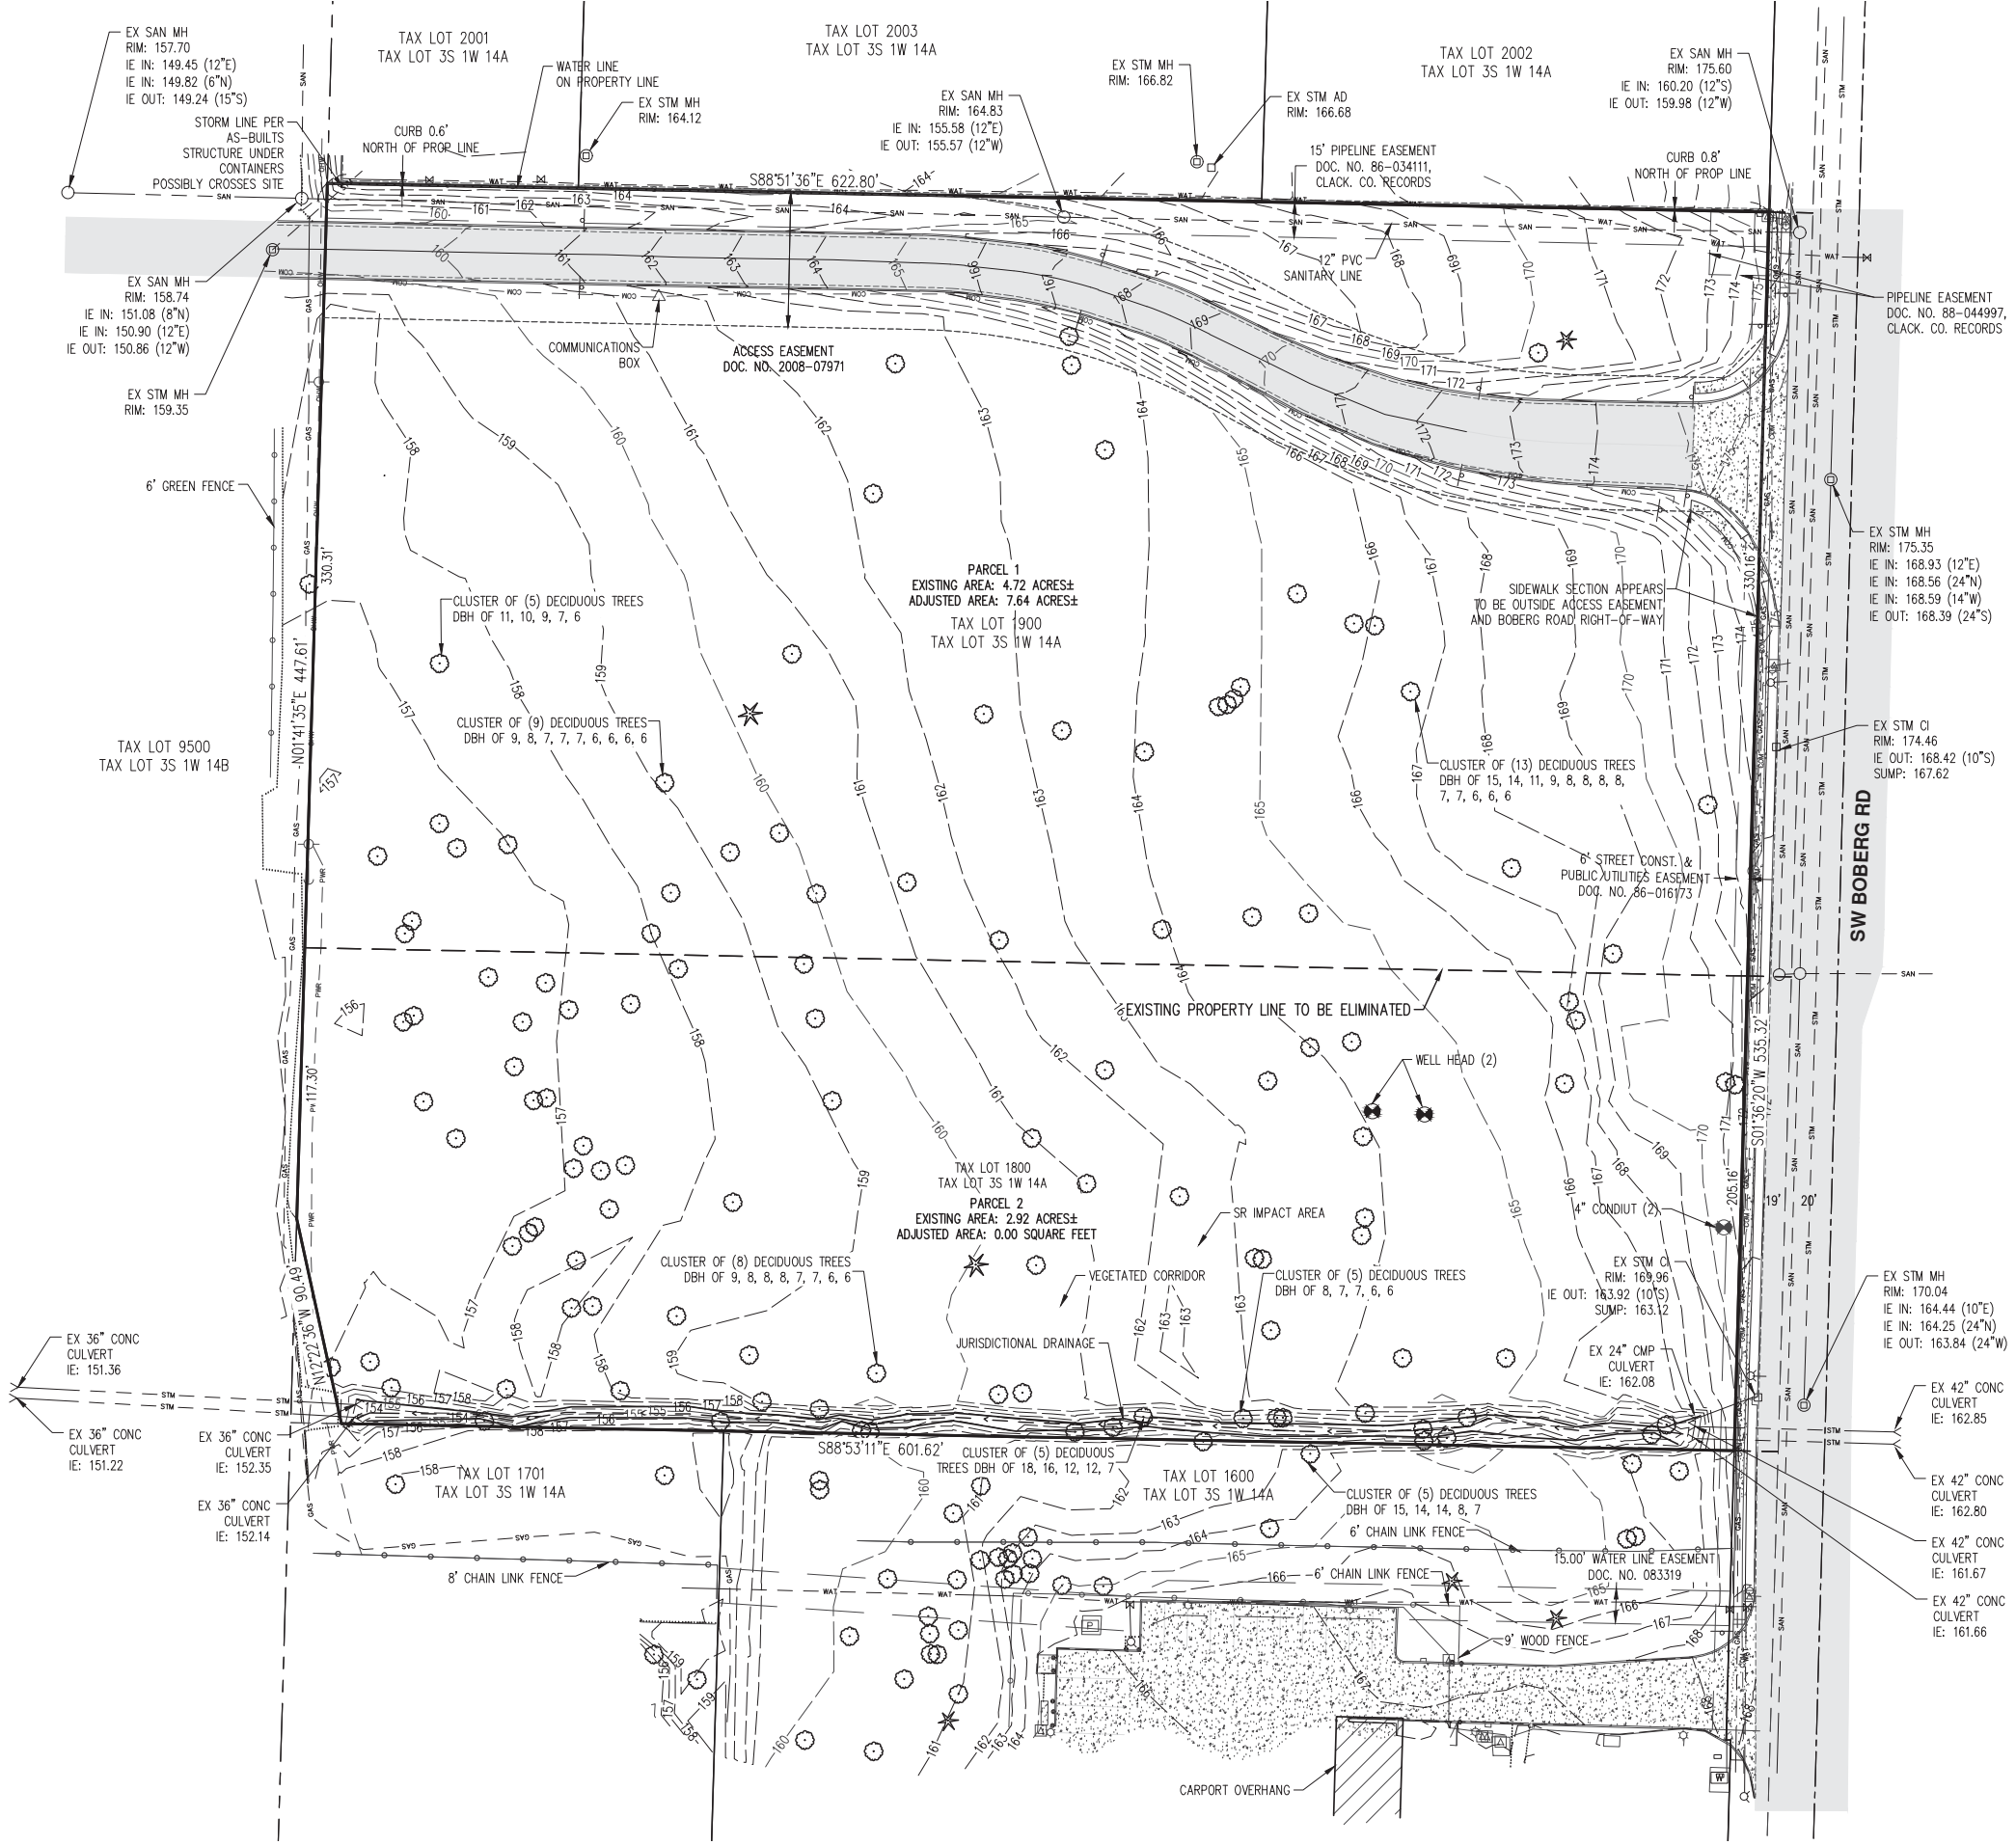 EX SAN MH
RIM: 157.70
IE IN: 149.45 (12"E)
IE IN: 149.82 (6"N)
IE OUT: 149.24 (15"S)
STORM LINE PER
AS-BUILTS
STRUCTURE UNDER
CONTAINERS
POSSIBLY CROSSES SITE
TAX LOT 2001
TAX LOT 3S 1W 14A
WATER LINE
ON PROPERTY LINE
CURB 0.6'
NORTH OF PROP LINE
EX STM MH
RIM: 164.12
TAX LOT 2003
TAX LOT 3S 1W 14A
EX SAN MH
RIM: 164.83
IE IN: 155.58 (12"E)
IE OUT: 155.57 (12"W)
EX STM MH
RIM: 166.82
EX STM AD
RIM: 166.68
15' PIPELINE EASEMENT
DOC. NO. 86-034111,
CLACK. CO. RECORDS
TAX LOT 2002
TAX LOT 3S 1W 14A
EX SAN MH
RIM: 175.60
IE IN: 160.20 (12"S)
IE OUT: 159.98 (12"W)
CURB 0.8'
NORTH OF PROP LINE
S88°51'36"E 622.80'
12" PVC
SANITARY LINE
PIPELINE EASEMENT
DOC. NO. 88-044997,
CLACK. CO. RECORDS
EX SAN MH
RIM: 158.74
IE IN: 151.08 (8"N)
IE IN: 150.90 (12"E)
IE OUT: 150.86 (12"W)
EX STM MH
RIM: 159.35
COMMUNICATIONS
BOX
ACCESS EASEMENT
DOC. NO. 2008-07971
6' GREEN FENCE
330.31'
N01°41'35"E 447.61'
TAX LOT 9500
TAX LOT 3S 1W 14B
CLUSTER OF (5) DECIDUOUS TREES
DBH OF 11, 10, 9, 7, 6
CLUSTER OF (9) DECIDUOUS TREES
DBH OF 9, 8, 7, 7, 7, 6, 6, 6, 6
PARCEL 1
EXISTING AREA: 4.72 ACRES±
ADJUSTED AREA: 7.64 ACRES±
TAX LOT 1900
TAX LOT 3S 1W 14A
SIDEWALK SECTION APPEARS
TO BE OUTSIDE ACCESS EASEMENT
AND BOBERG ROAD RIGHT-OF-WAY
330.16'
EX STM MH
RIM: 175.35
IE IN: 168.93 (12"E)
IE IN: 168.56 (24"N)
IE IN: 168.59 (14"W)
IE OUT: 168.39 (24"S)
EX STM CI
RIM: 174.46
IE OUT: 168.42 (10"S)
SUMP: 167.62
CLUSTER OF (13) DECIDUOUS TREES
DBH OF 15, 14, 11, 9, 8, 8, 8, 8,
7, 7, 6, 6, 6
6' STREET CONST. &
PUBLIC UTILITIES EASEMENT
DOC. NO. 86-016173
SW BOBERG RD
EXISTING PROPERTY LINE TO BE ELIMINATED
WELL HEAD (2)
117.30'
S01°36'20"W 535.32'
205.16'
19'
20'
TAX LOT 1800
TAX LOT 3S 1W 14A
PARCEL 2
EXISTING AREA: 2.92 ACRES±
ADJUSTED AREA: 0.00 SQUARE FEET
SR IMPACT AREA
VEGETATED CORRIDOR
4" CONDIUT (2)
CLUSTER OF (8) DECIDUOUS TREES
DBH OF 9, 8, 8, 8, 7, 7, 6, 6
CLUSTER OF (5) DECIDUOUS TREES
DBH OF 8, 7, 7, 6, 6
EX STM CI
RIM: 169.96
IE OUT: 163.92 (10"S)
SUMP: 163.12
EX STM MH
RIM: 170.04
IE IN: 164.44 (10"E)
IE IN: 164.25 (24"N)
IE OUT: 163.84 (24"W)
N12°22'36"W 90.49'
JURISDICTIONAL DRAINAGE
EX 24" CMP
CULVERT
IE: 162.08
EX 36" CONC
CULVERT
IE: 151.36
EX 36" CONC
CULVERT
IE: 151.22
EX 36" CONC
CULVERT
IE: 152.35
EX 36" CONC
CULVERT
IE: 152.14
EX 42" CONC
CULVERT
IE: 162.85
EX 42" CONC
CULVERT
IE: 162.80
EX 42" CONC
CULVERT
IE: 161.67
EX 42" CONC
CULVERT
IE: 161.66
S88°53'11"E 601.62'
TAX LOT 1701
TAX LOT 3S 1W 14A
CLUSTER OF (5) DECIDUOUS
TREES DBH OF 18, 16, 12, 12, 7
TAX LOT 1600
TAX LOT 3S 1W 14A
CLUSTER OF (5) DECIDUOUS TREES
DBH OF 15, 14, 14, 8, 7
6' CHAIN LINK FENCE
8' CHAIN LINK FENCE
6' CHAIN LINK FENCE
15.00' WATER LINE EASEMENT
DOC. NO. 083319
9' WOOD FENCE
CARPORT OVERHANG